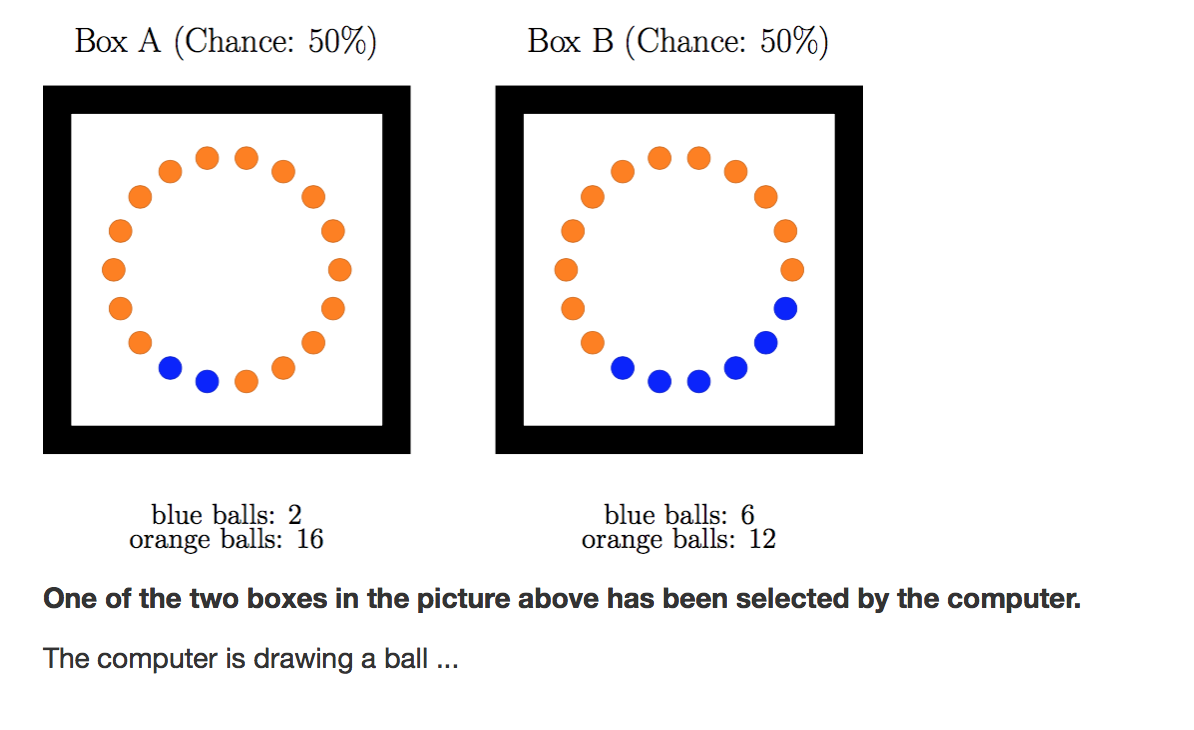 Box A (Chance: 50%)
Box B (Chance: 50%)
blue balls: 2
orange balls: 16
blue balls: 6
orange balls: 12
One of the two boxes in the picture above has been selected by the computer.
The computer is drawing a ball ...